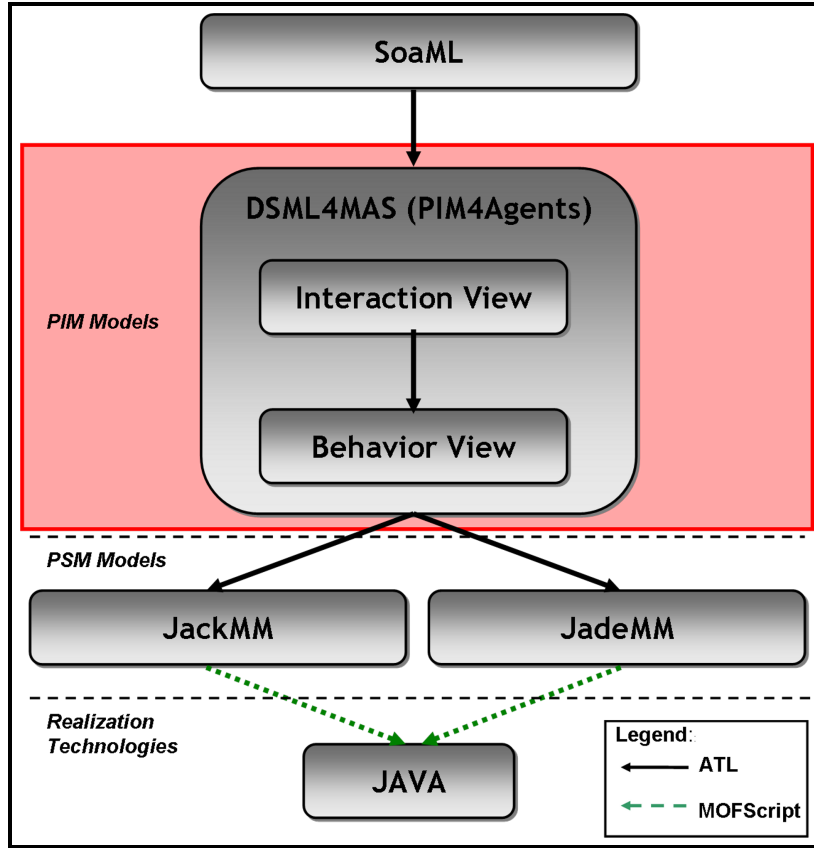 SoaML
DSML4MAS (PIM4Agents)
Interaction View
PIM Models
Behavior View
PSM Models
JackMM
JadeMM
Realization
Technologies
JAVA
Legend:
ATL
MOFScript